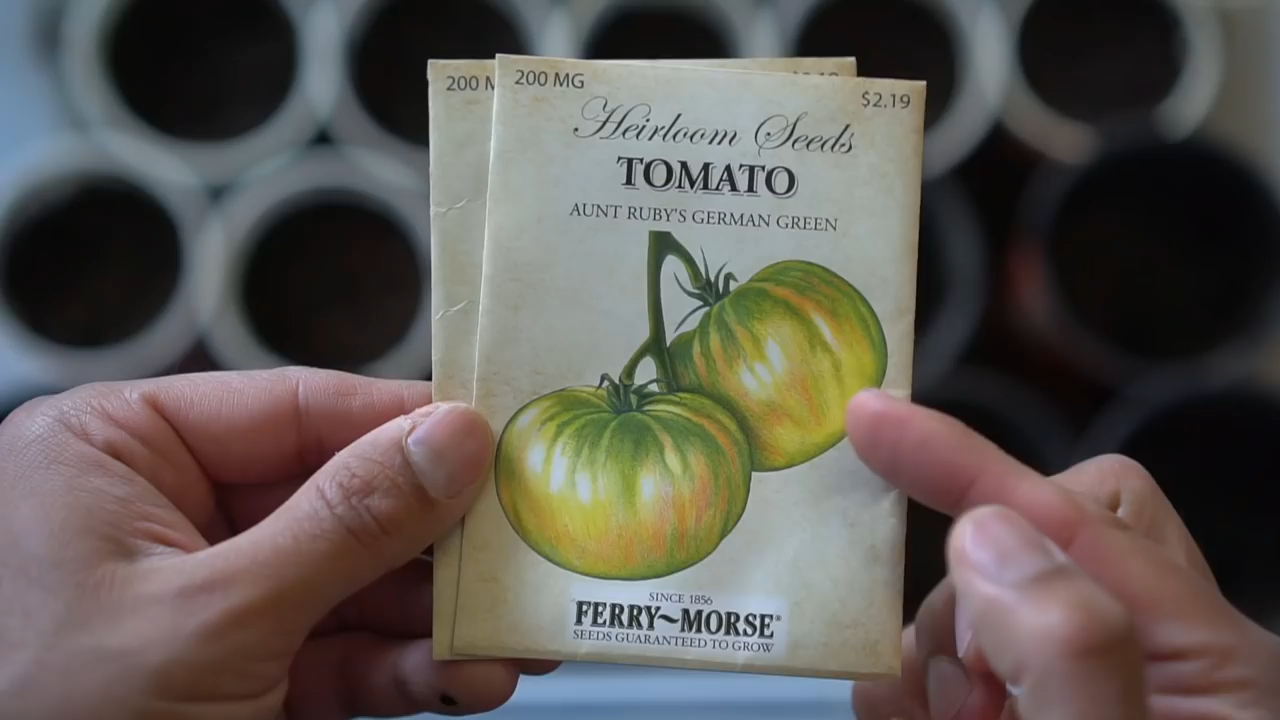 200 MG
$2.19
Heirloom Seeds
TOMATO
AUNT RUBY'S GERMAN GREEN
SINCE 1856
FERRY~MORSE®
SEEDS GUARANTEED TO GROW
200